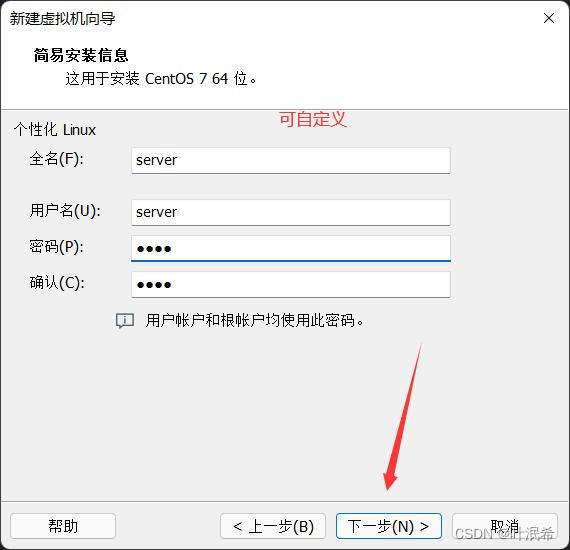 新建虚拟机向导
简易安装信息
这用于安装 CentOS 7 64 位。
可自定义
个性化 Linux
全名(F):
server
用户名(U):
server
密码(P):
●●●●
确认(C):
●●●●
用户帐户和根帐户均使用此密码。
帮助
< 上一步(B)
下一步(N) >
取消
CSDN @叶泯希